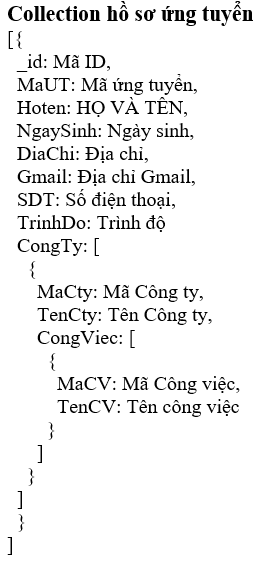 Collection hồ sơ ứng tuyển
[{
_id: Mã ID,
MaUT: Mã ứng tuyển,
Hoten: HỌ VÀ TÊN,
NgaySinh: Ngày sinh,
DiaChi: Địa chỉ,
Gmail: Địa chỉ Gmail,
SDT: Số điện thoại,
TrinhDo: Trình độ
CongTy: [
{
MaCty: Mã Công ty,
TenCty: Tên Công ty,
CongViec: [
{
MaCV: Mã Công việc,
TenCV: Tên công việc
}
]
}
]
}
]